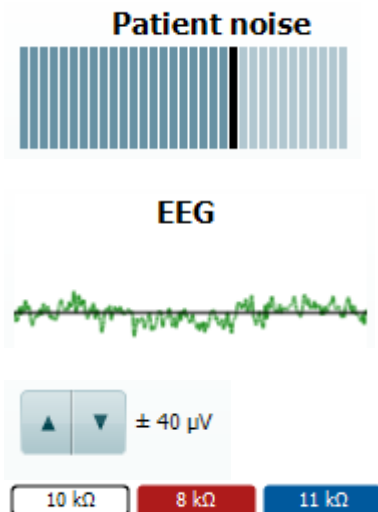 Patient noise
EEG
± 40 µV
10 kΩ 8 kΩ 11 kΩ